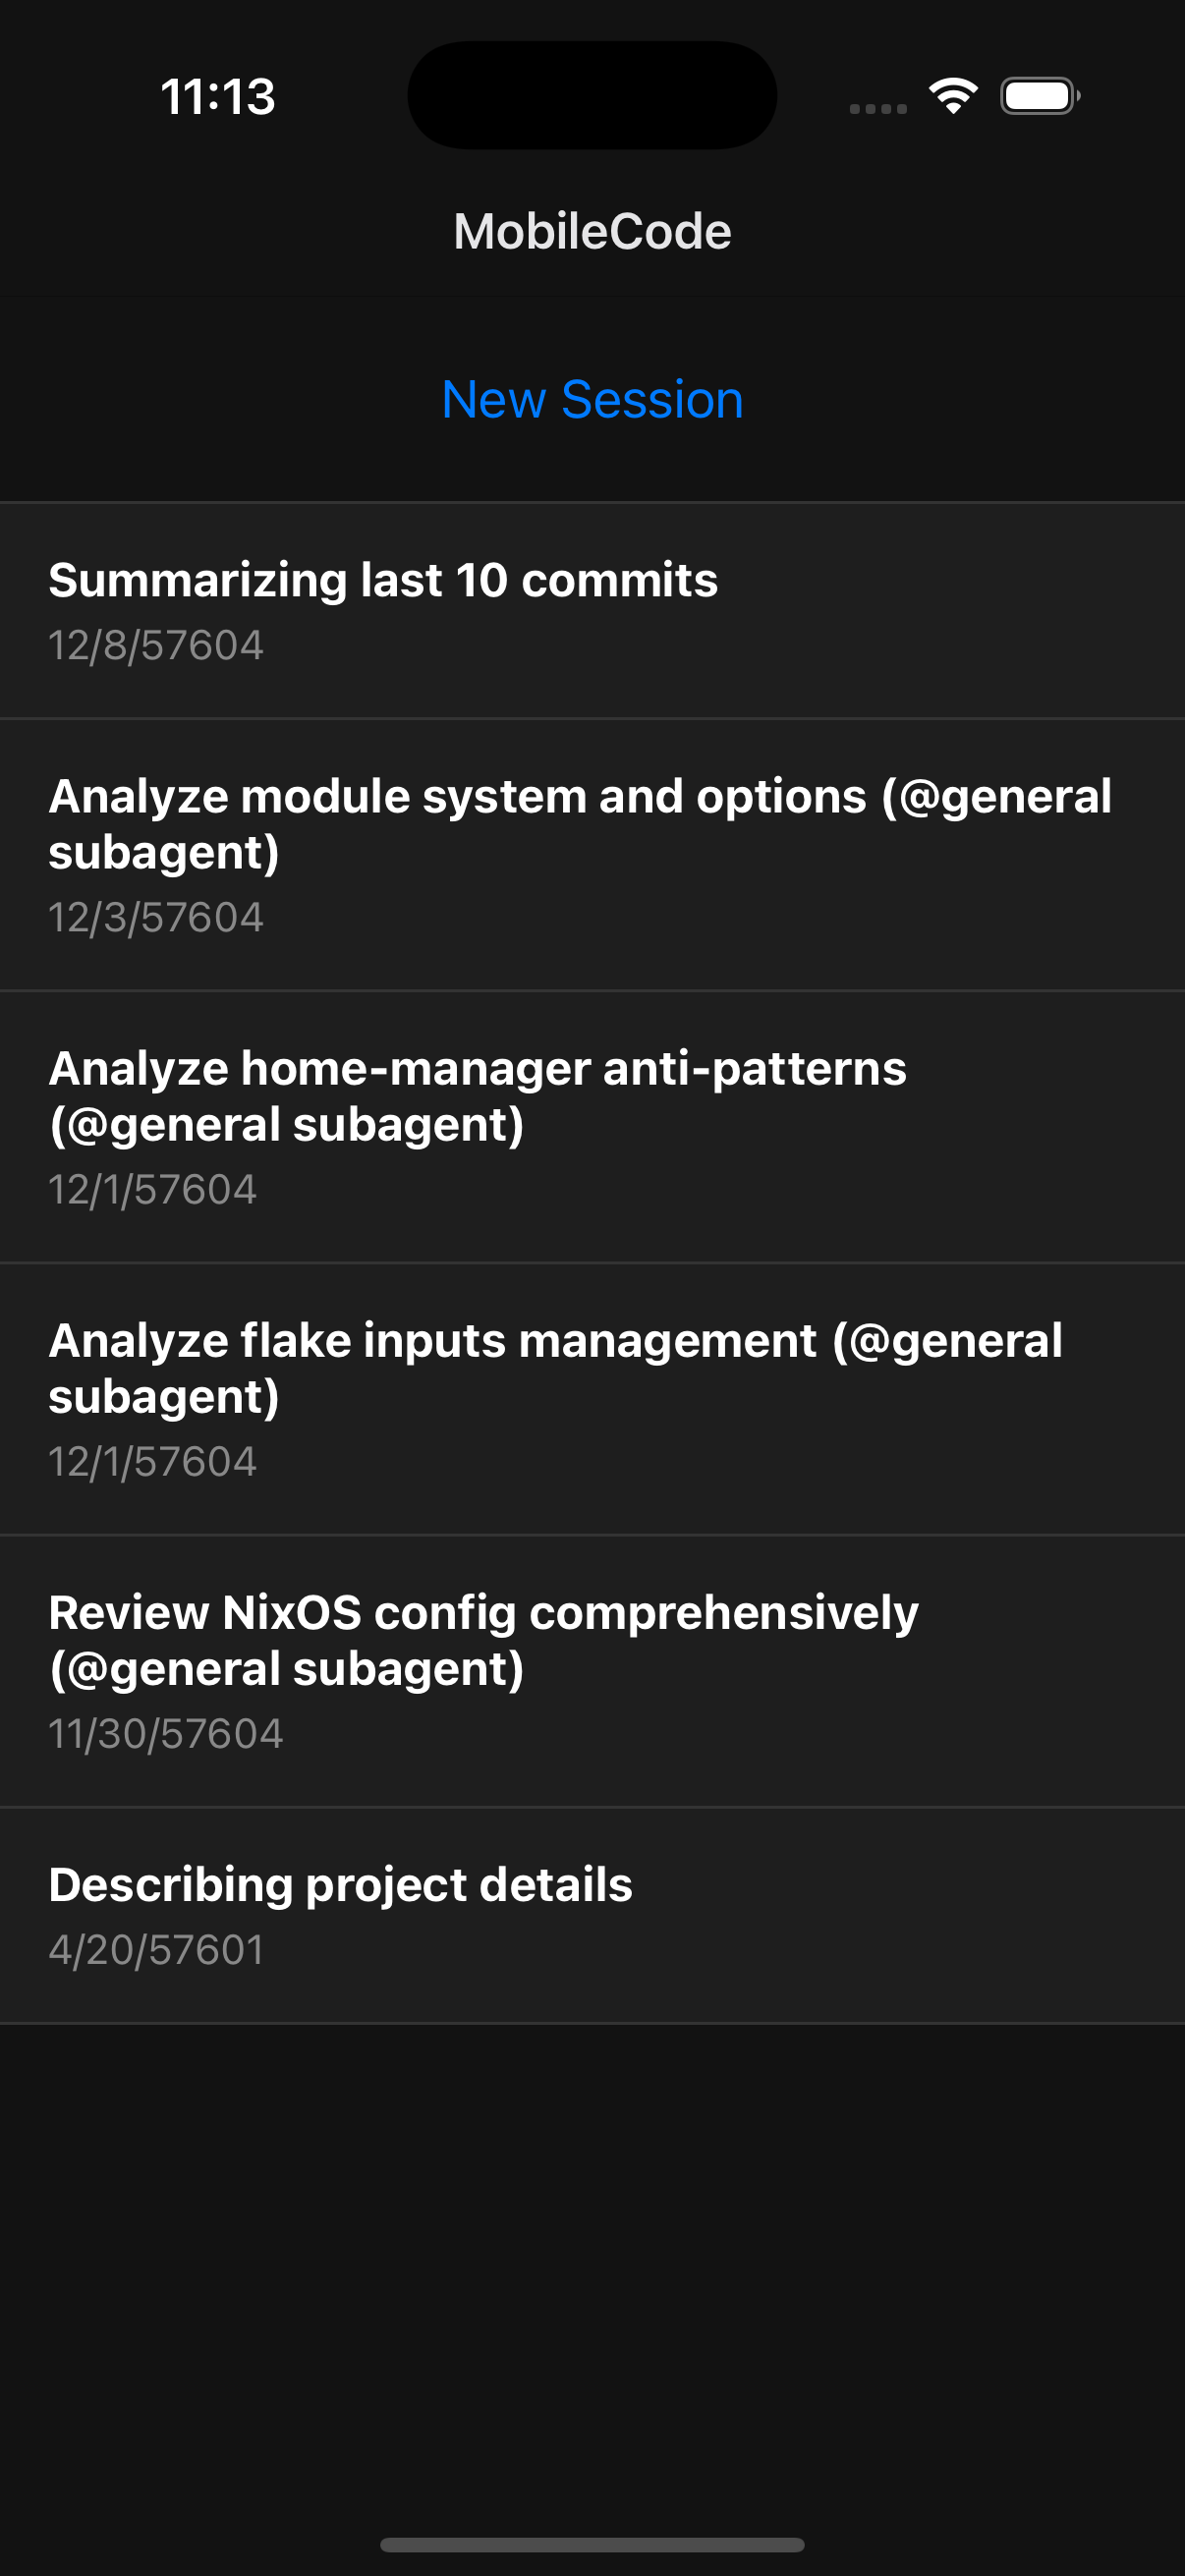 11:13
MobileCode
New Session
Summarizing last 10 commits
12/8/57604
Analyze module system and options (@general
subagent)
12/3/57604
Analyze home-manager anti-patterns
(@general subagent)
12/1/57604
Analyze flake inputs management (@general
subagent)
12/1/57604
Review NixOS config comprehensively
(@general subagent)
11/30/57604
Describing project details
4/20/57601